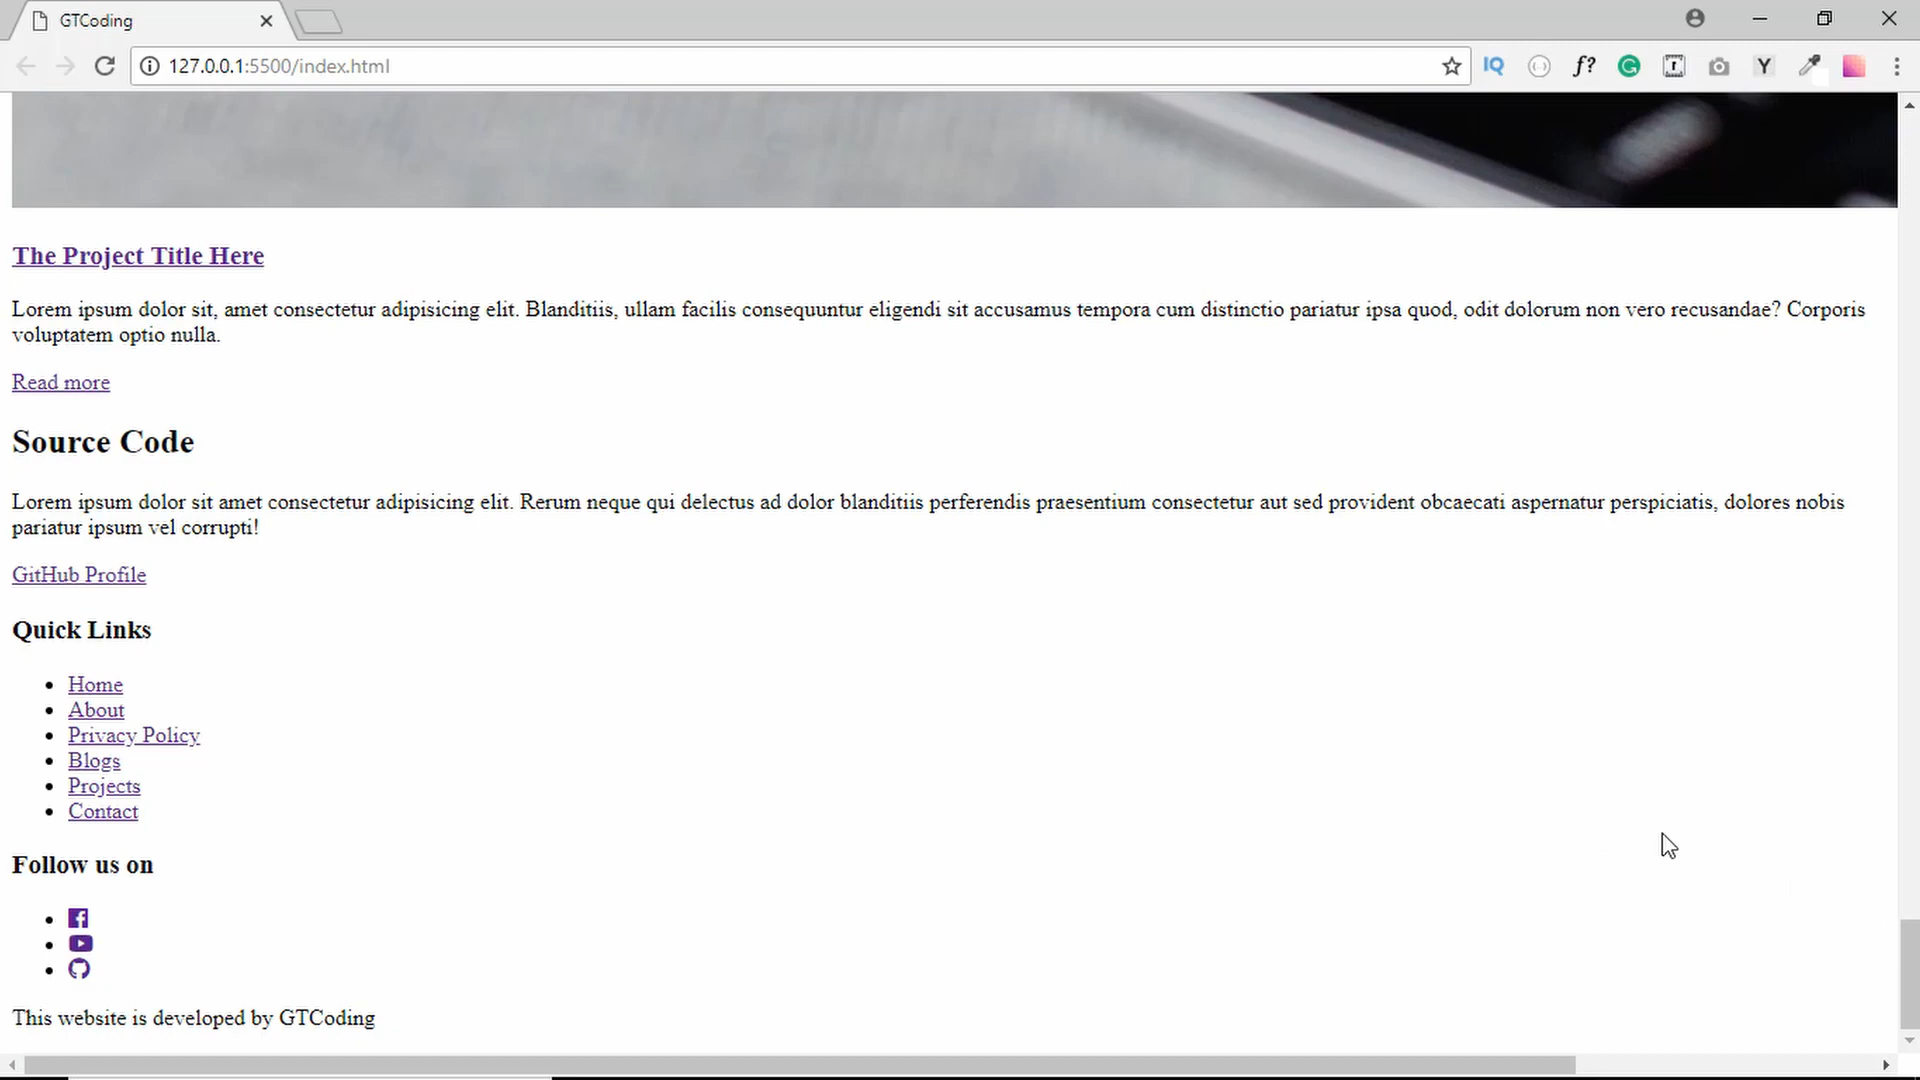 GTCoding
127.0.0.1:5500/index.html
IQ
f?
Y
The Project Title Here
Lorem ipsum dolor sit, amet consectetur adipisicing elit. Blanditiis, ullam facilis consequuntur eligendi sit accusamus tempora cum distinctio pariatur ipsa quod, odit dolorum non vero recusandae? Corporis
voluptatem optio nulla.
Read more
Source Code
Lorem ipsum dolor sit amet consectetur adipisicing elit. Rerum neque qui delectus ad dolor blanditiis perferendis praesentium consectetur aut sed provident obcaecati aspernatur perspiciatis, dolores nobis
pariatur ipsum vel corrupti!
GitHub Profile
Quick Links
Home
About
Privacy Policy
Blogs
Projects
Contact
Follow us on
This website is developed by GTCoding